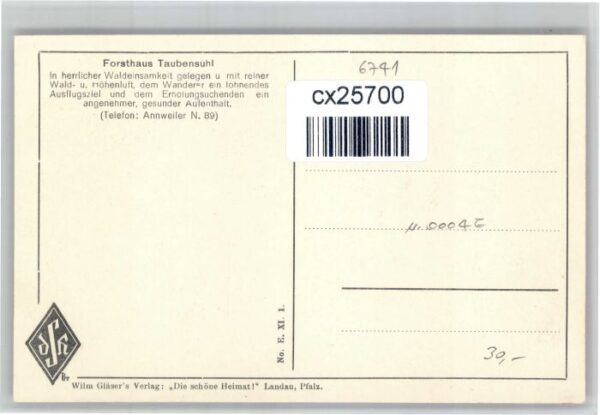 Forsthaus Taubensuhl
In herrlicher Waldeinsamkeit gelegen u mit reiner
Wald- u. Höhenluft, dem Wanderer ein lohnendes
Ausflugsziel und dem Erholungsuchenden ein
angenehmer, gesunder Aufenthalt.
(Telefon: Annweiler N. 89)
6741
cx25700
No. E. XI. 1.
30,-
dSH
Wilm Gläser's Verlag: „Die schöne Heimat!" Landau, Pfalz.